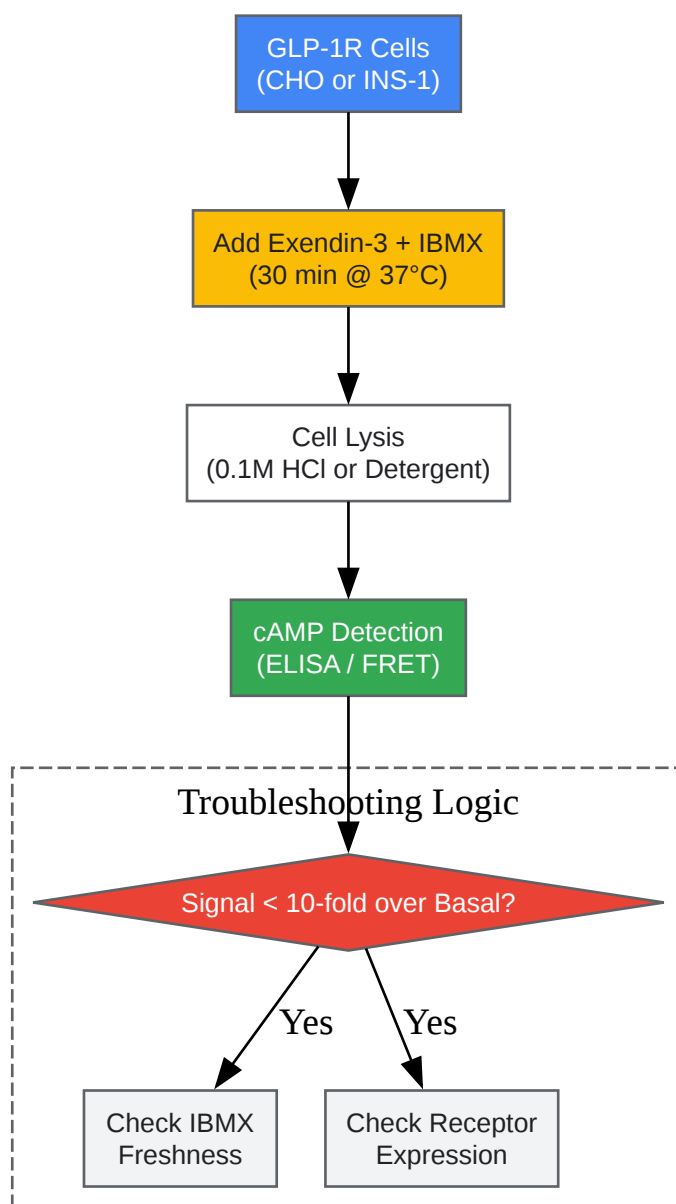 GLP-1R Cells
(CHO or INS-1)
Add Exendin-3 + IBMX
(30 min @ 37°C)
Cell Lysis
(0.1M HCl or Detergent)
cAMP Detection
(ELISA / FRET)
Troubleshooting Logic
Signal < 10-fold over Basal?
Yes
Yes
Check IBMX
Freshness
Check Receptor
Expression